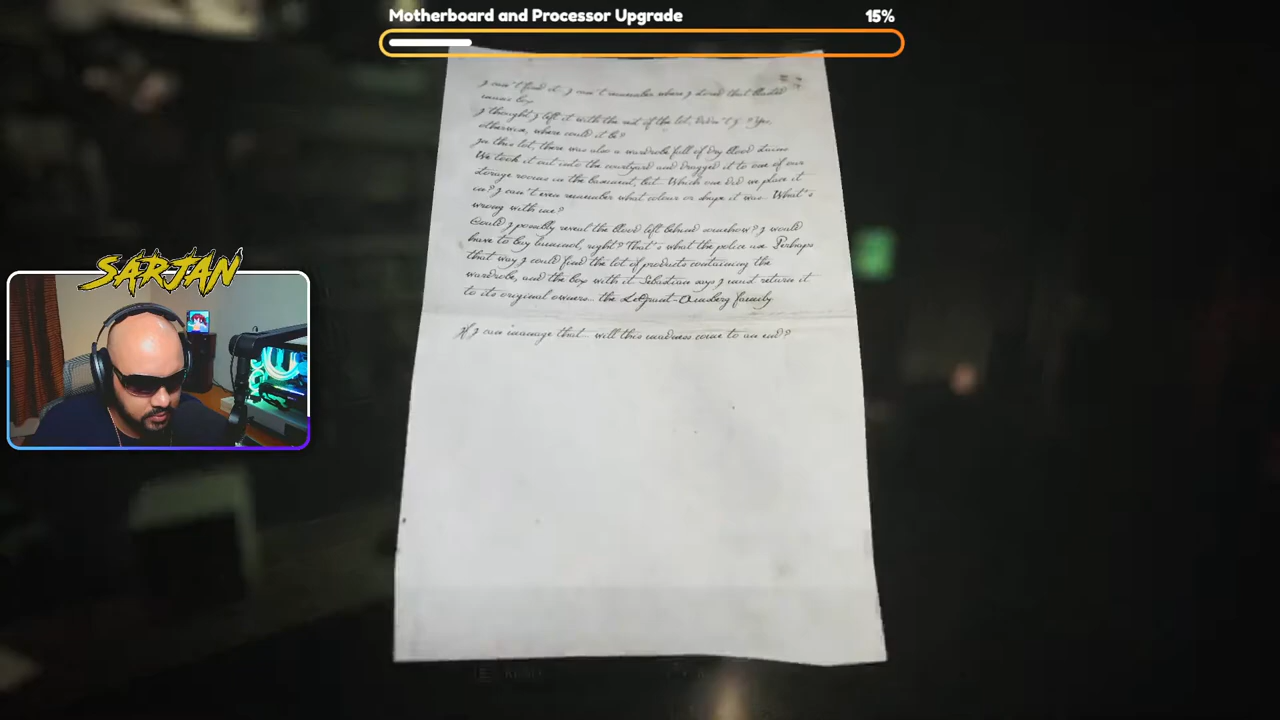 Motherboard and Processor Upgrade 15%
I can't find it. I can't remember where I stored that
box.
I thought I left it with the rest of the lot, didn't I?
otherwise, where could it be?
In this lot, there was also a wardrobe full of dry blood stains
We took it out into the courtyard and dragged it to one of our
storage rooms in the basement, but... Which one did we place it
in? I can't even remember what colour or shape it was. What's
wrong with me?
Could I possibly reveal the blood left behind somehow? I would
have to buy luminol, right? That's what the police use. Perhaps
that way I could find the lot of products containing the
wardrobe, and the box with it. Sebastian says I must return it
to its original owners... the family
If I can manage that... will this madness come to an end?
SARJAN